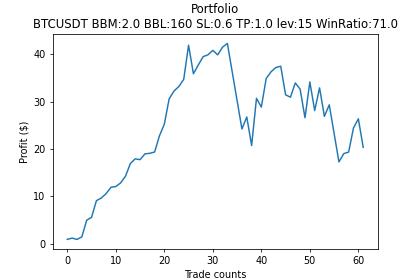 Portfolio
BTCUSDT BBM:2.0 BBL:160 SL:0.6 TP:1.0 lev:15 WinRatio:71.0
40
30
20
10
0
Profit ($)
0 10 20 30 40 50 60
Trade counts